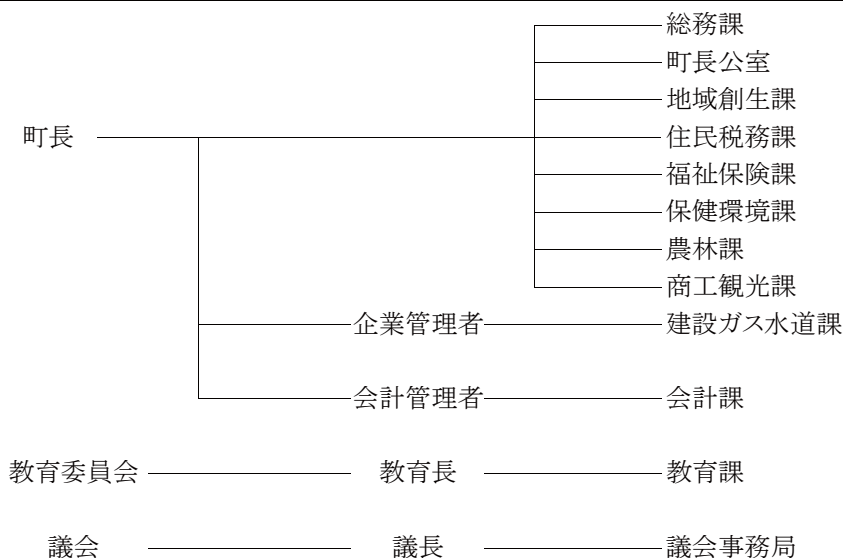 総務課
町長公室
地域創生課
町長 住民税務課
福祉保険課
保健環境課
農林課
商工観光課
企業管理者 建設ガス水道課
会計管理者 会計課
教育委員会 教育長 教育課
議会 議長 議会事務局